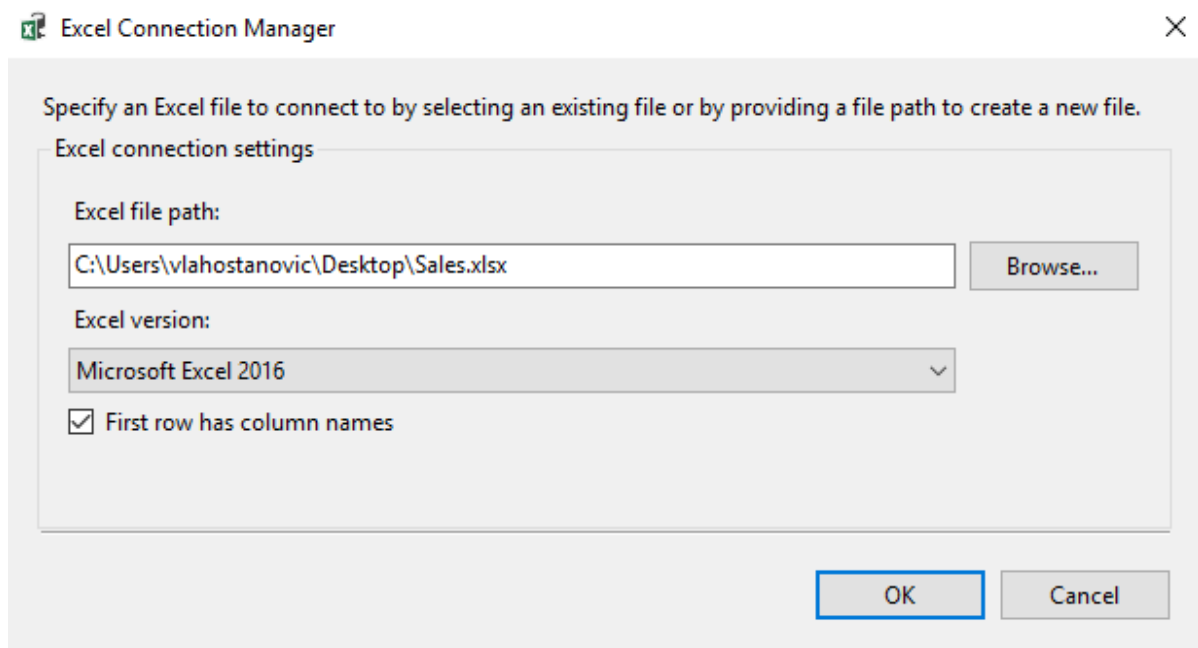 Excel Connection Manager
Specify an Excel file to connect to by selecting an existing file or by providing a file path to create a new file.
Excel connection settings
Excel file path:
C:\Users\vlahostanovic\Desktop\Sales.xlsx
Browse...
Excel version:
Microsoft Excel 2016
First row has column names
OK
Cancel